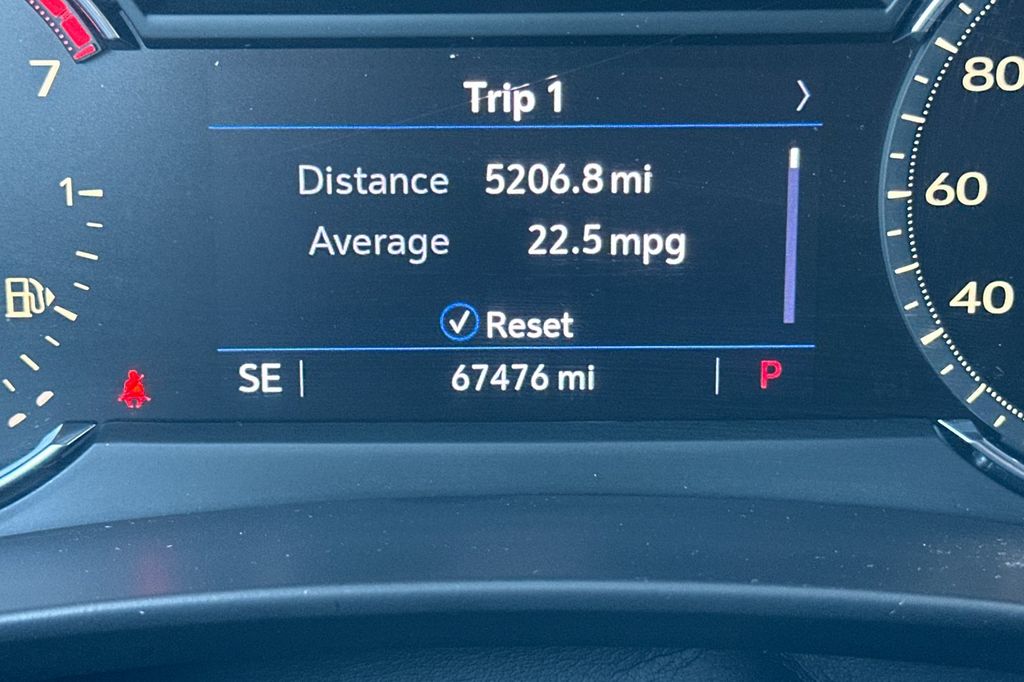 7
1
Trip 1
Distance 5206.8 mi
Average 22.5 mpg
Reset
SE 67476 mi P
80
60
40